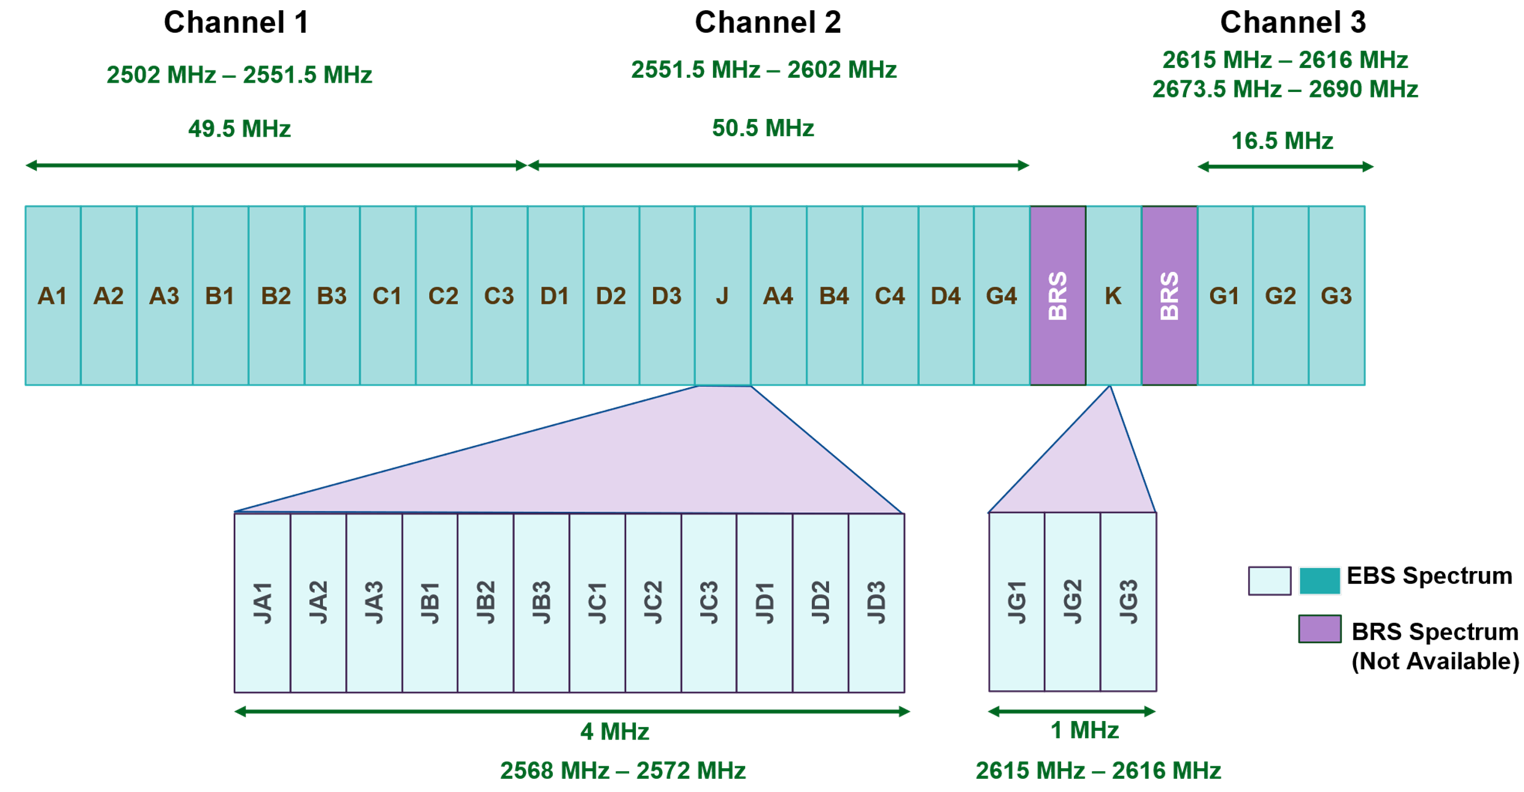 Channel 1
2502 MHz – 2551.5 MHz
49.5 MHz
Channel 2
2551.5 MHz – 2602 MHz
50.5 MHz
Channel 3
2615 MHz – 2616 MHz
2673.5 MHz – 2690 MHz
16.5 MHz
A1 A2 A3 B1 B2 B3 C1 C2 C3 D1 D2 D3 J A4 B4 C4 D4 G4 BRS K BRS G1 G2 G3
JA1 JA2 JA3 JB1 JB2 JB3 JC1 JC2 JC3 JD1 JD2 JD3
4 MHz
2568 MHz – 2572 MHz
JG1 JG2 JG3
1 MHz
2615 MHz – 2616 MHz
EBS Spectrum
BRS Spectrum
(Not Available)